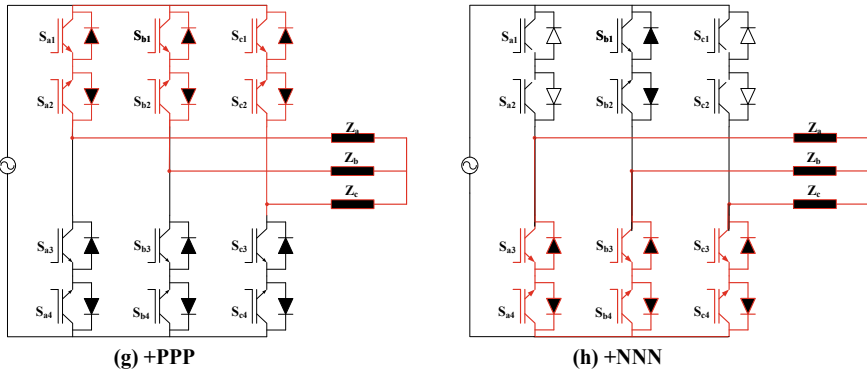 Sa1 Sb1 Sc1
Sa2 Sb2 Sc2
Za
Zb
Zc
Sa3 Sb3 Sc3
Sa4 Sb4 Sc4
(g) +PPP
Sa1 Sb1 Sc1
Sa2 Sb2 Sc2
Za
Zb
Zc
Sa3 Sb3 Sc3
Sa4 Sb4 Sc4
(h) +NNN